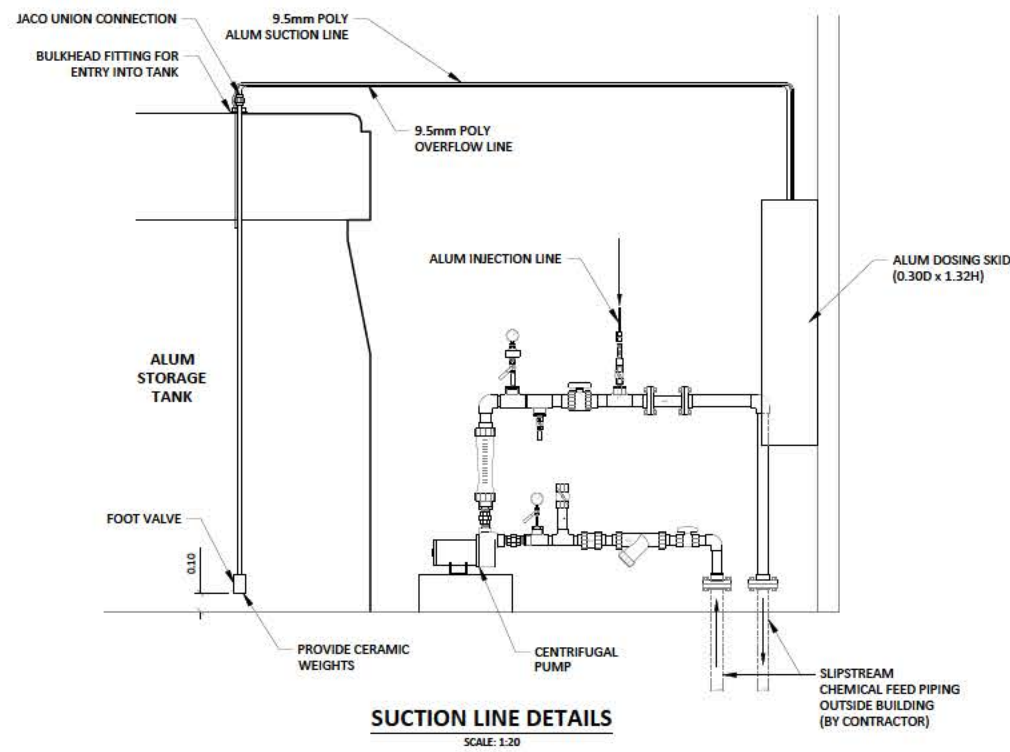 JACO UNION CONNECTION
BULKHEAD FITTING FOR
ENTRY INTO TANK
9.5mm POLY
ALUM SUCTION LINE
9.5mm POLY
OVERFLOW LINE
ALUM INJECTION LINE
ALUM DOSING SKID
(0.30D x 1.32H)
ALUM
STORAGE
TANK
FOOT VALVE
0.10
PROVIDE CERAMIC
WEIGHTS
CENTRIFUGAL
PUMP
SLIPSTREAM
CHEMICAL FEED PIPING
OUTSIDE BUILDING
(BY CONTRACTOR)
SUCTION LINE DETAILS
SCALE: 1:20